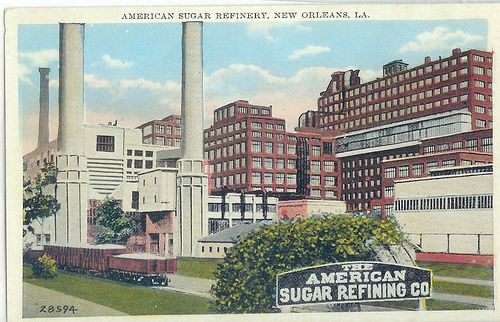 AMERICAN SUGAR REFINERY, NEW ORLEANS, LA.
THE
AMERICAN
SUGAR REFINING CO
28594